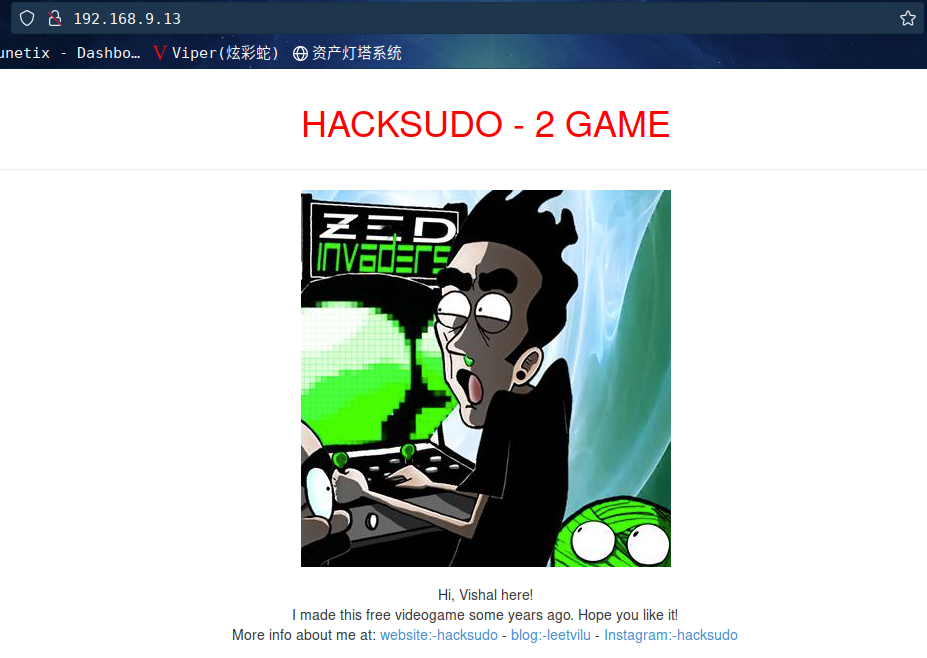 192.168.9.13
unetix - Dashbo… Viper(炫彩蛇) 资产灯塔系统
HACKSUDO - 2 GAME
ZED
invaders
Hi, Vishal here!
I made this free videogame some years ago. Hope you like it!
More info about me at: website:-hacksudo - blog:-leetvilu - Instagram:-hacksudo